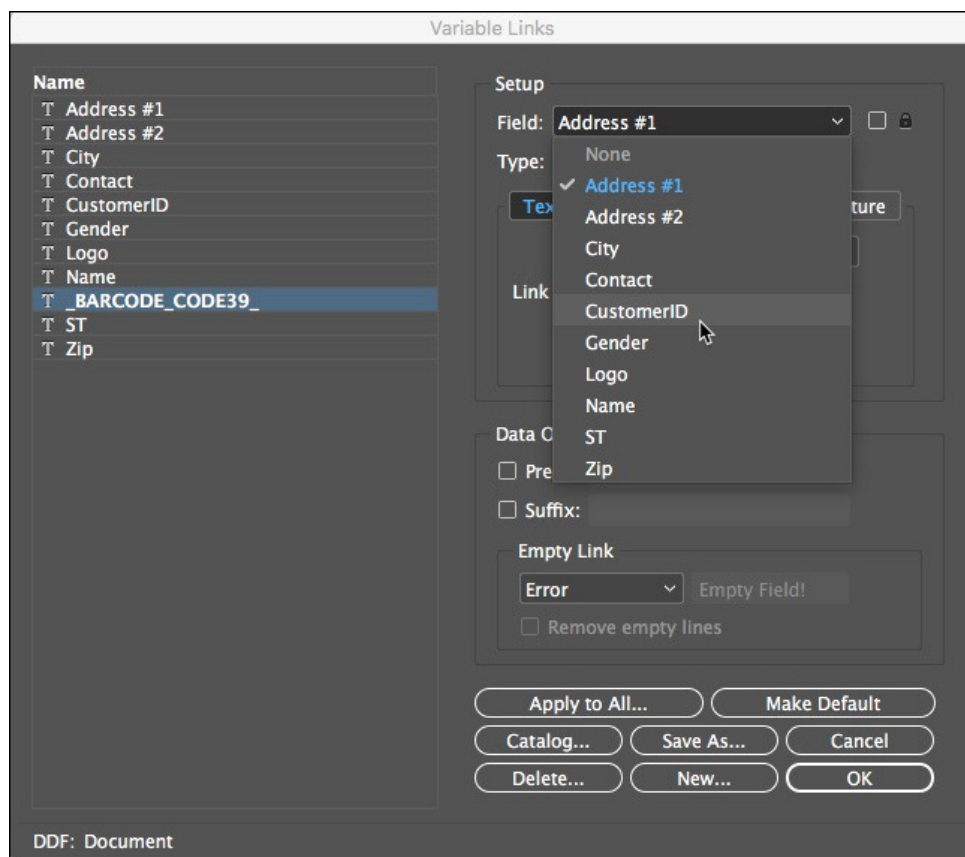 Variable Links
Name
T Address #1
T Address #2
T City
T Contact
T CustomerID
T Gender
T Logo
T Name
T _BARCODE_CODE39_
T ST
T Zip
Setup
Field: Address #1
Type:
None
Address #1
Address #2
City
Contact
CustomerID
Gender
Logo
Name
ST
Zip
Tex
ture
Link
Data O
Pre
Suffix:
Empty Link
Error
Empty Field!
Remove empty lines
Apply to All... Make Default
Catalog... Save As... Cancel
Delete... New... OK
DDF: Document